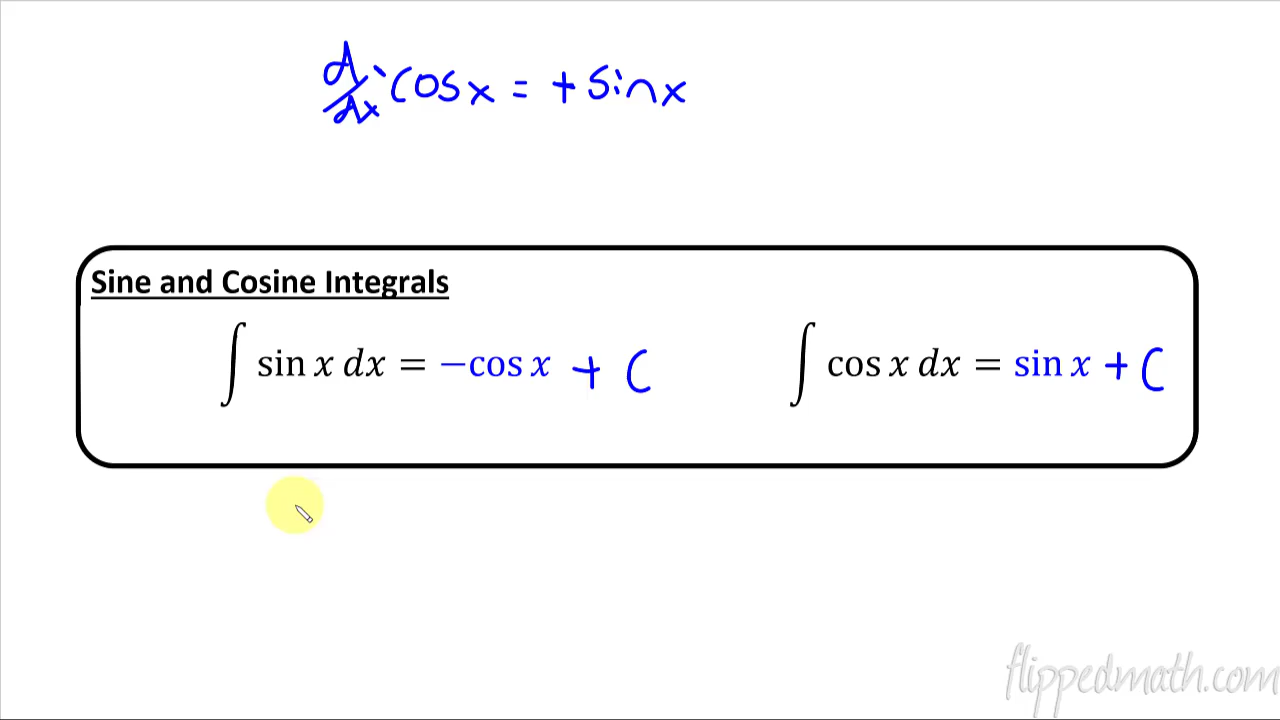 d/dx -cos x = + sin x
Sine and Cosine Integrals
∫ sin x dx = −cos x + C
∫ cos x dx = sin x + C
flippedmath.com